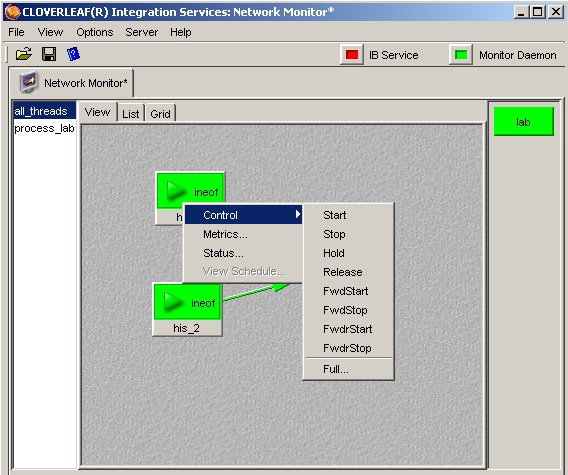 CLOVERLEAF(R) Integration Services: Network Monitor*
File View Options Server Help
IB Service Monitor Daemon
Network Monitor*
all_threads
process_lab
View List Grid
lab
ineof
h
Control
Metrics...
Status...
View Schedule...
Start
Stop
Hold
Release
FwdStart
FwdStop
FwdrStart
FwdrStop
Full...
ineof
his_2